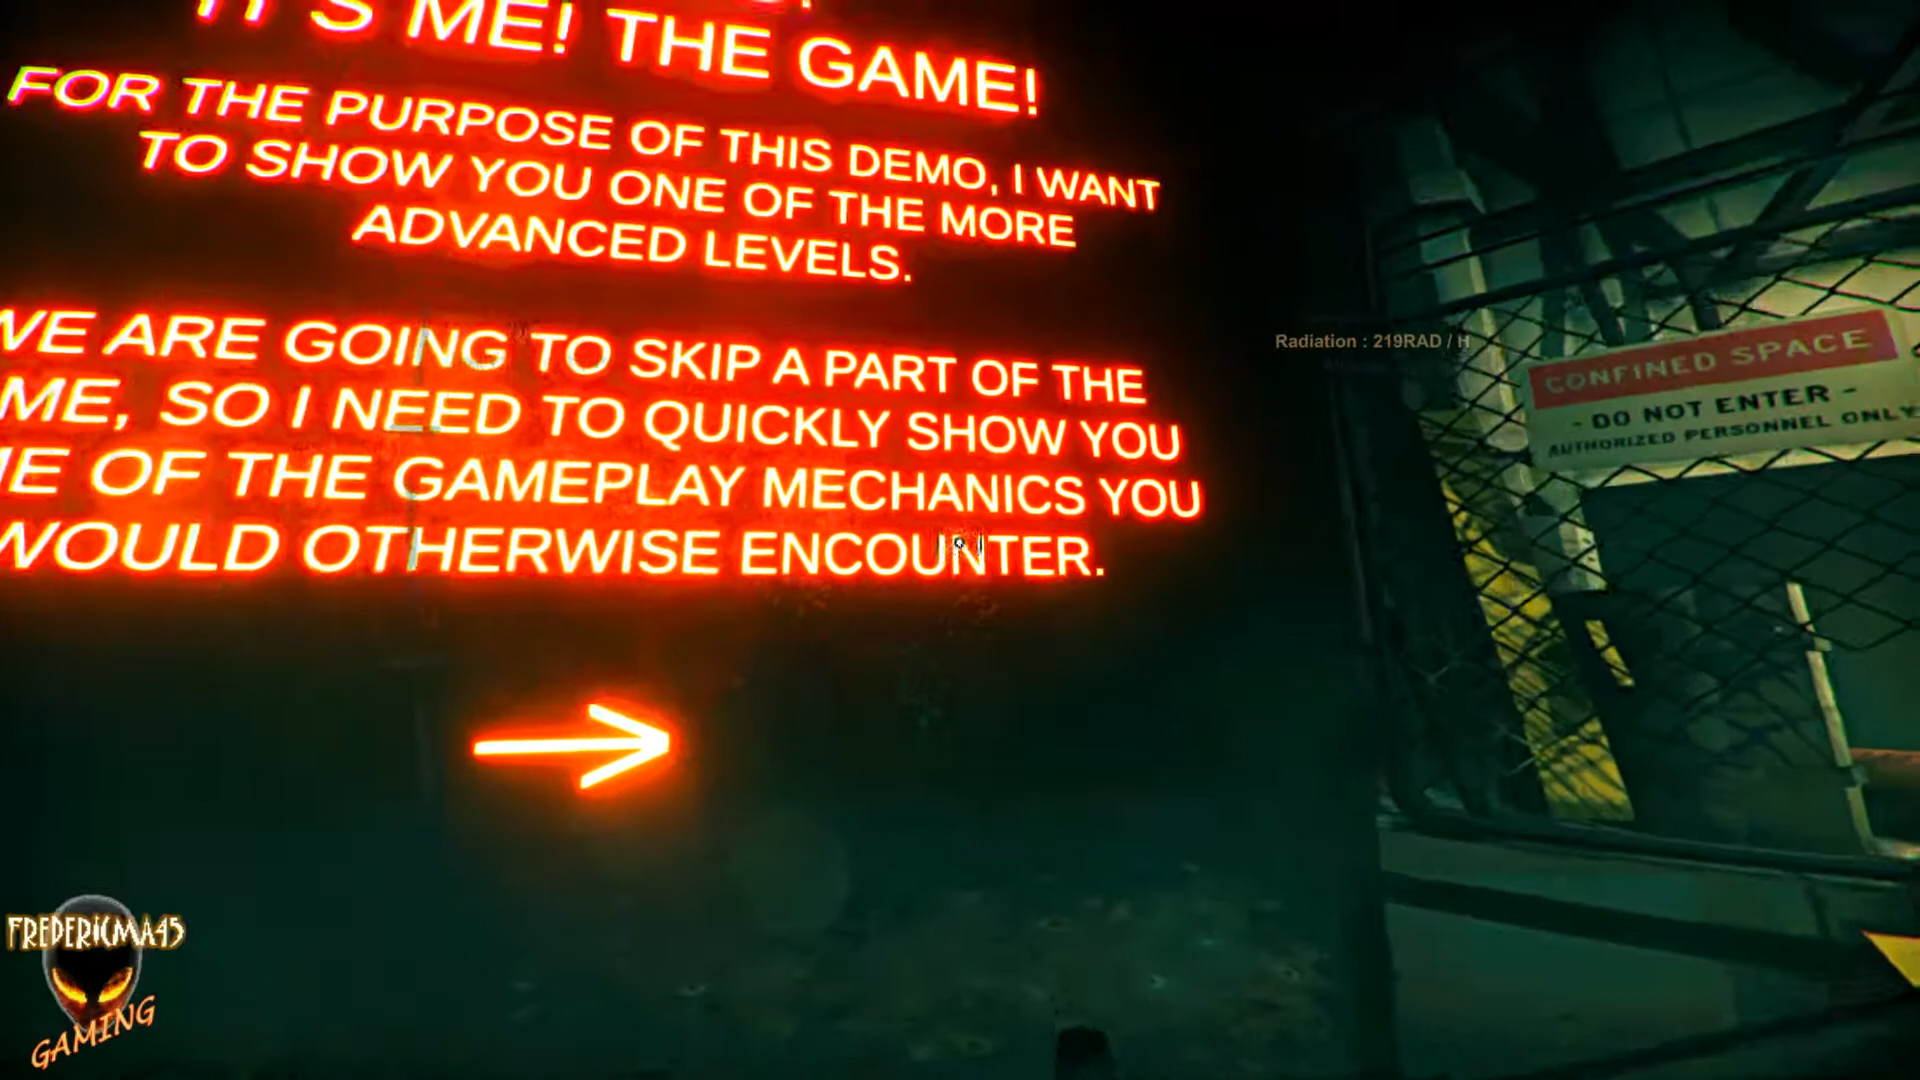 IT'S ME! THE GAME!
FOR THE PURPOSE OF THIS DEMO, I WANT
TO SHOW YOU ONE OF THE MORE
ADVANCED LEVELS.
WE ARE GOING TO SKIP A PART OF THE
ME, SO I NEED TO QUICKLY SHOW YOU
OF THE GAMEPLAY MECHANICS YOU
WOULD OTHERWISE ENCOUNTER.
Radiation : 219RAD / H
CONFINED SPACE
- DO NOT ENTER -
AUTHORIZED PERSONNEL ONLY
FREDERICMA45
GAMING